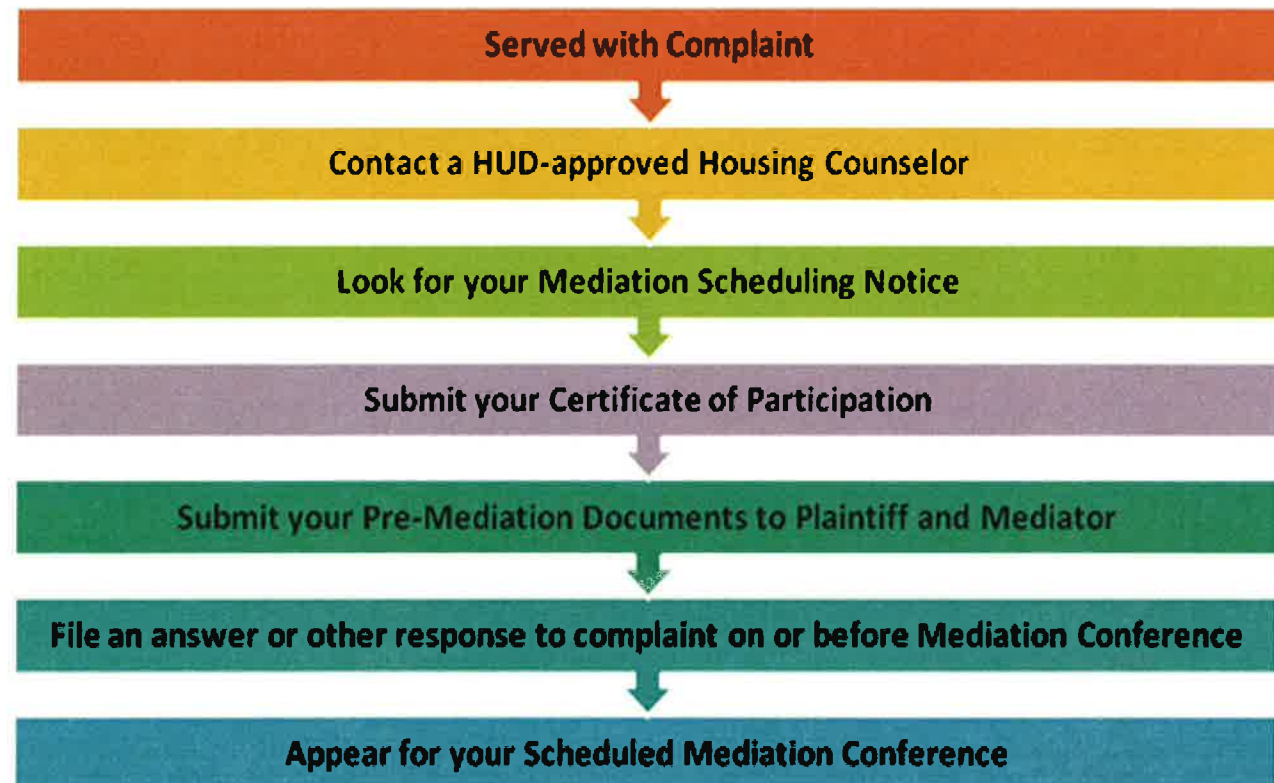 Served with Complaint
Contact a HUD-approved Housing Counselor
Look for your Mediation Scheduling Notice
Submit your Certificate of Participation
Submit your Pre-Mediation Documents to Plaintiff and Mediator
File an answer or other response to complaint on or before Mediation Conference
Appear for your Scheduled Mediation Conference